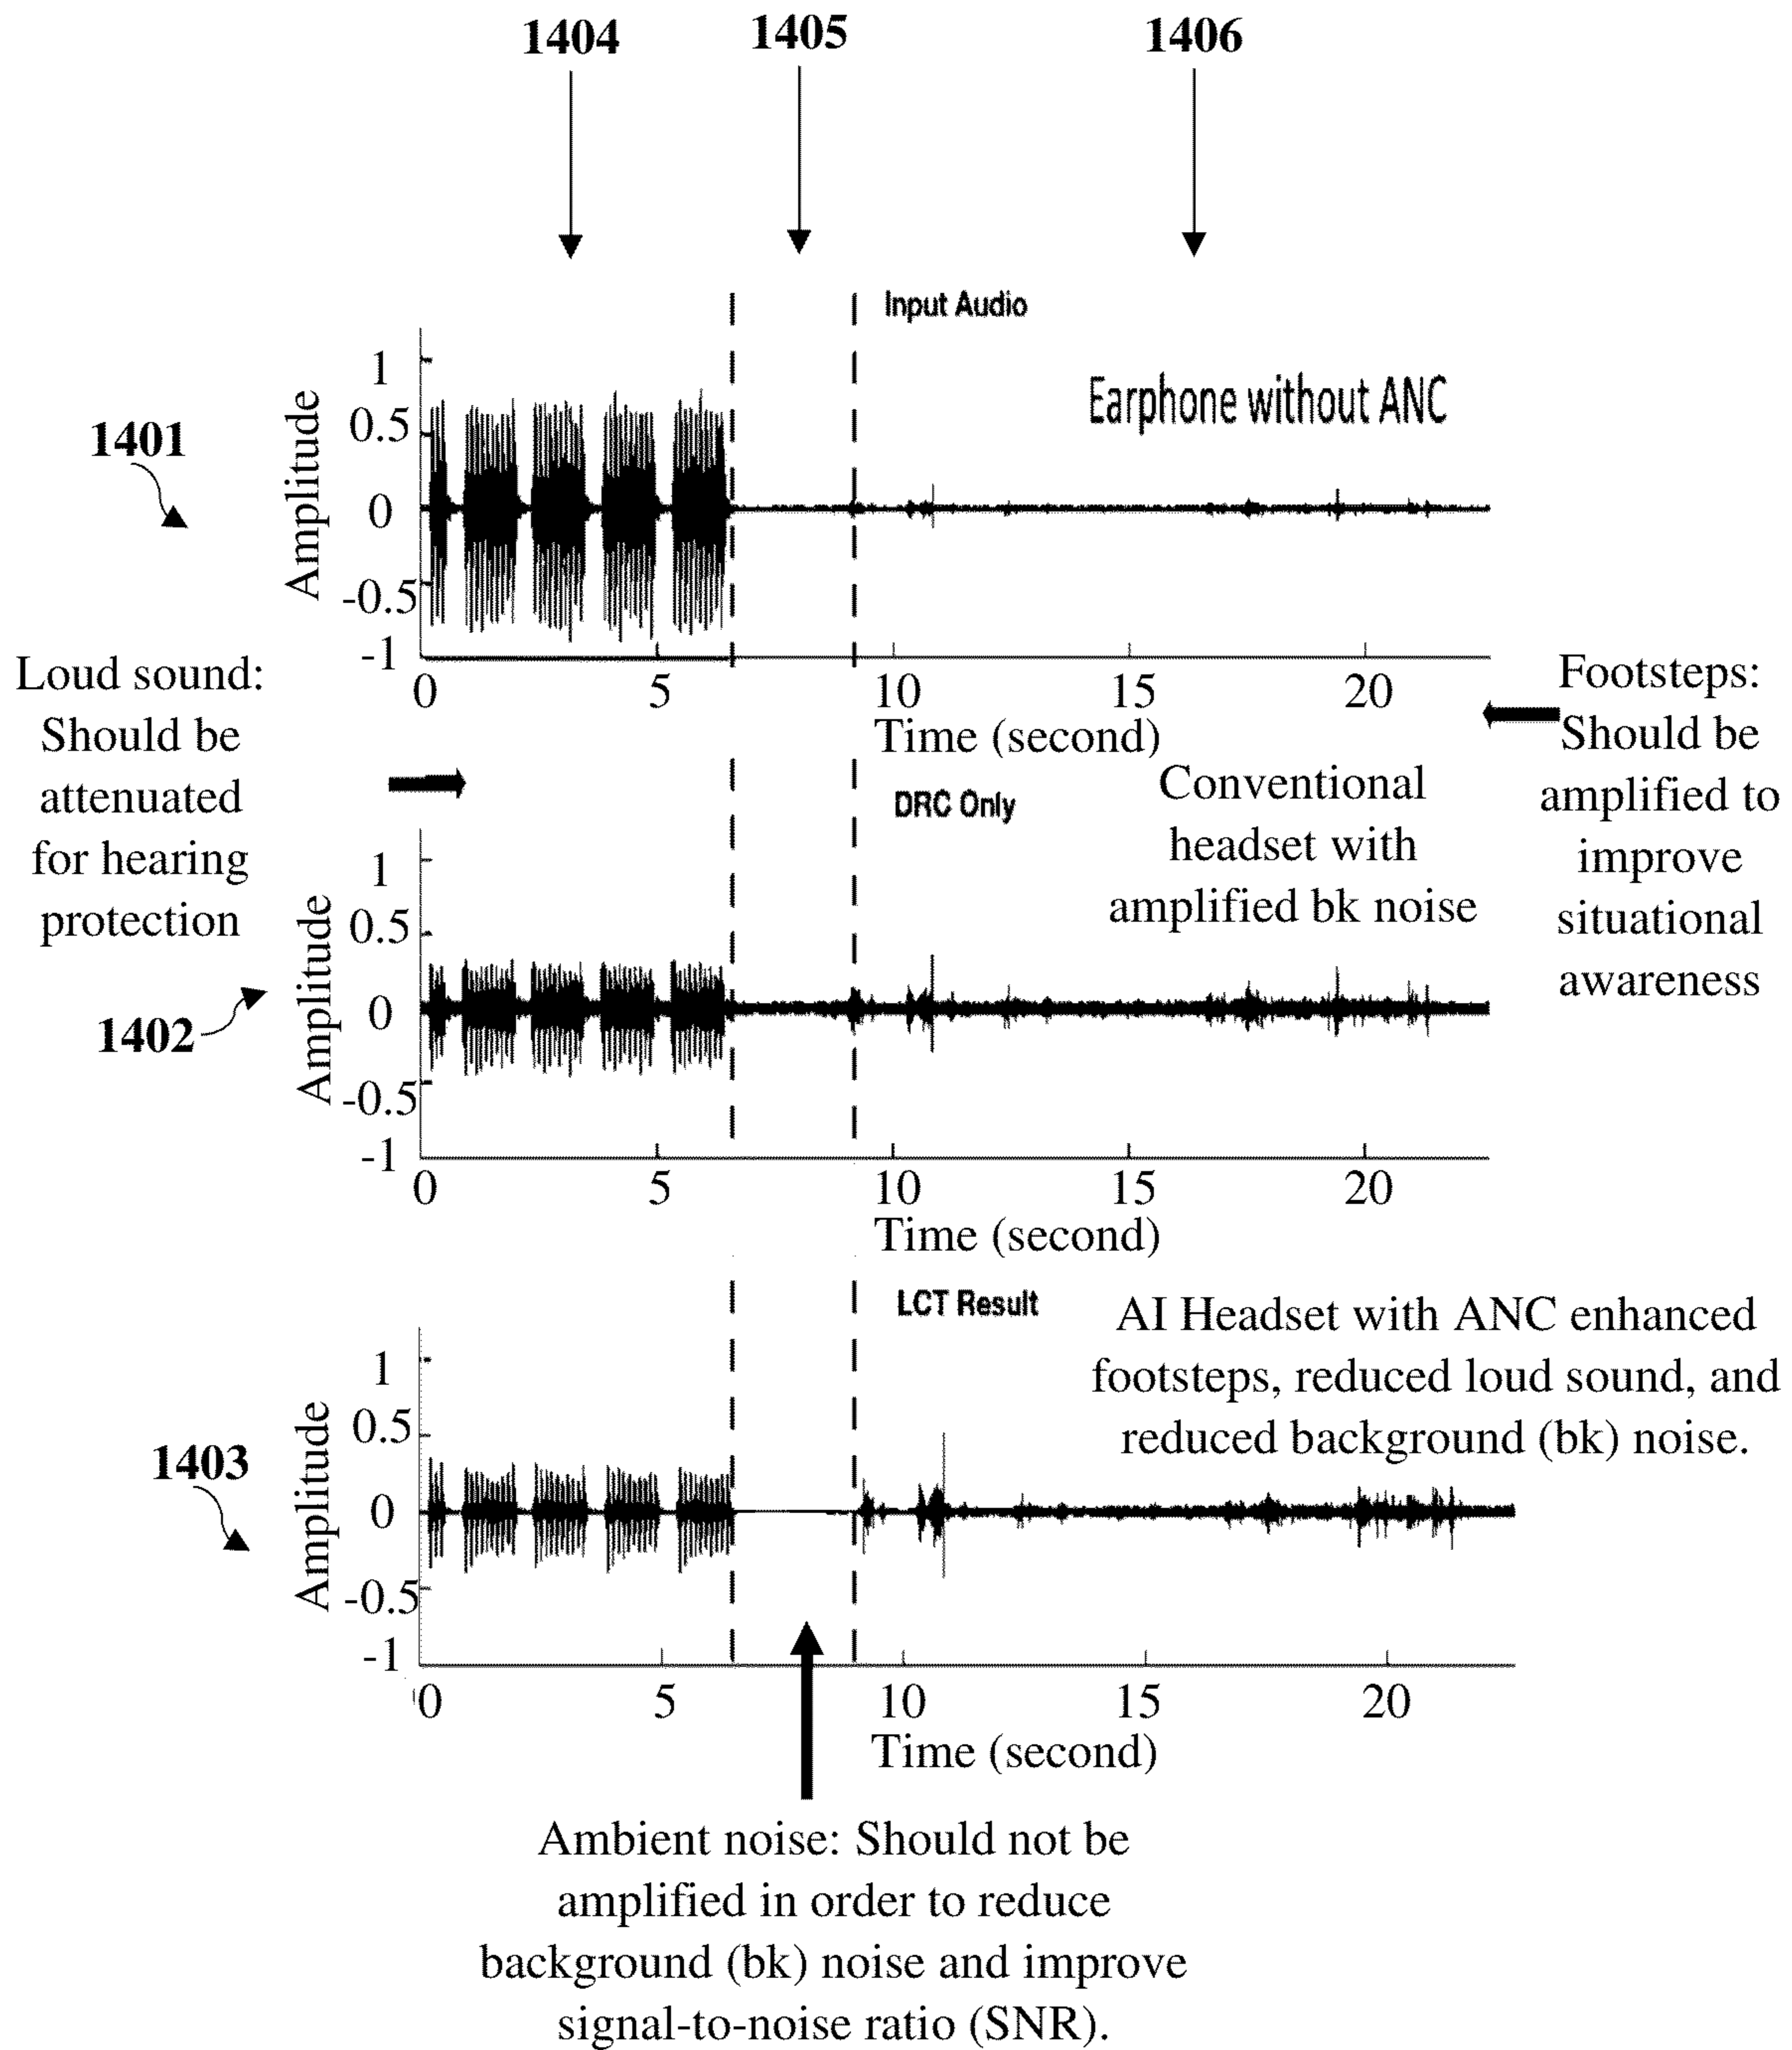 1404
1405
1406
Input Audio
Earphone without ANC
1401
Amplitude
1
0.5
0
-0.5
-1
0
5
10
15
20
Time (second)
Loud sound:
Should be
attenuated
for hearing
protection
Footsteps:
Should be
amplified to
improve
situational
awareness
DRC Only
Conventional
headset with
amplified bk noise
1402
Amplitude
1
0.5
0
-0.5
-1
0
5
10
15
20
Time (second)
LCT Result
AI Headset with ANC enhanced
footsteps, reduced loud sound, and
reduced background (bk) noise.
1403
Amplitude
1
0.5
0
-0.5
-1
0
5
10
15
20
Time (second)
Ambient noise: Should not be
amplified in order to reduce
background (bk) noise and improve
signal-to-noise ratio (SNR).